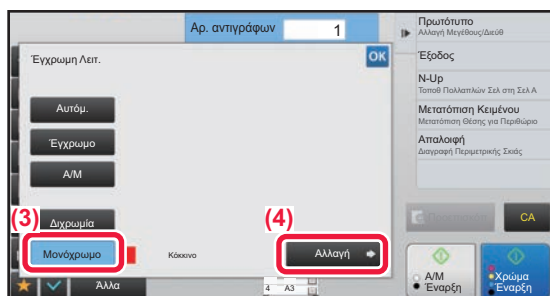 Αρ. αντιγράφων 1
Πρωτότυπο
Αλλαγή Μεγέθους/Διεύθ
Έξοδος
N-Up
Τοποθ Πολλαπλών Σελ στη Σελ Α
Μετατόπιση Κειμένου
Μετατόπιση Θέσης για Περιθώριο
Απαλοιφή
Διαγραφή Περιμετρικής Σκιάς
Έγχρωμη Λειτ.
OK
Αυτόμ.
Έγχρωμο
Α/Μ
Διχρωμία
(3)
Μονόχρωμο
Κόκκινο
(4)
Αλλαγή
CA
Άλλα
4 A3
Α/Μ
Έναρξη
Χρώμα
Έναρξη